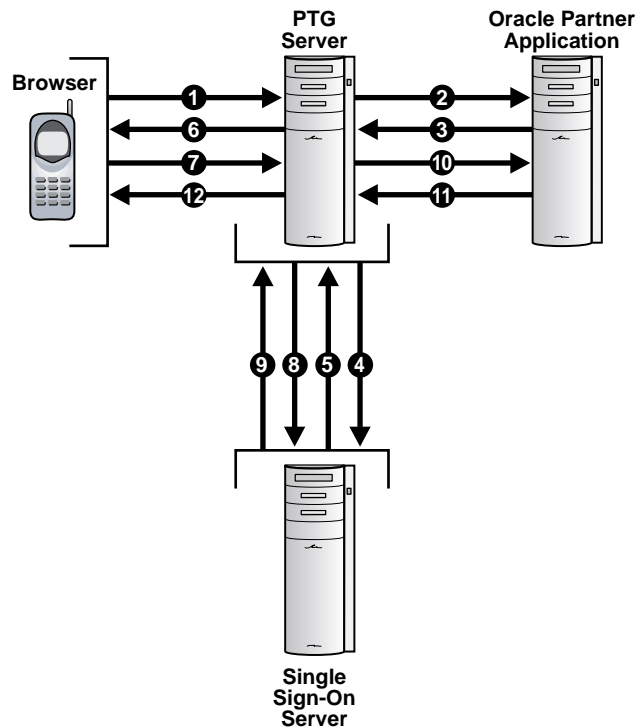 PTG
Server
Oracle Partner
Application
Browser
1
2
6
3
7
10
12
11
9
8
5
4
Single
Sign-On
Server